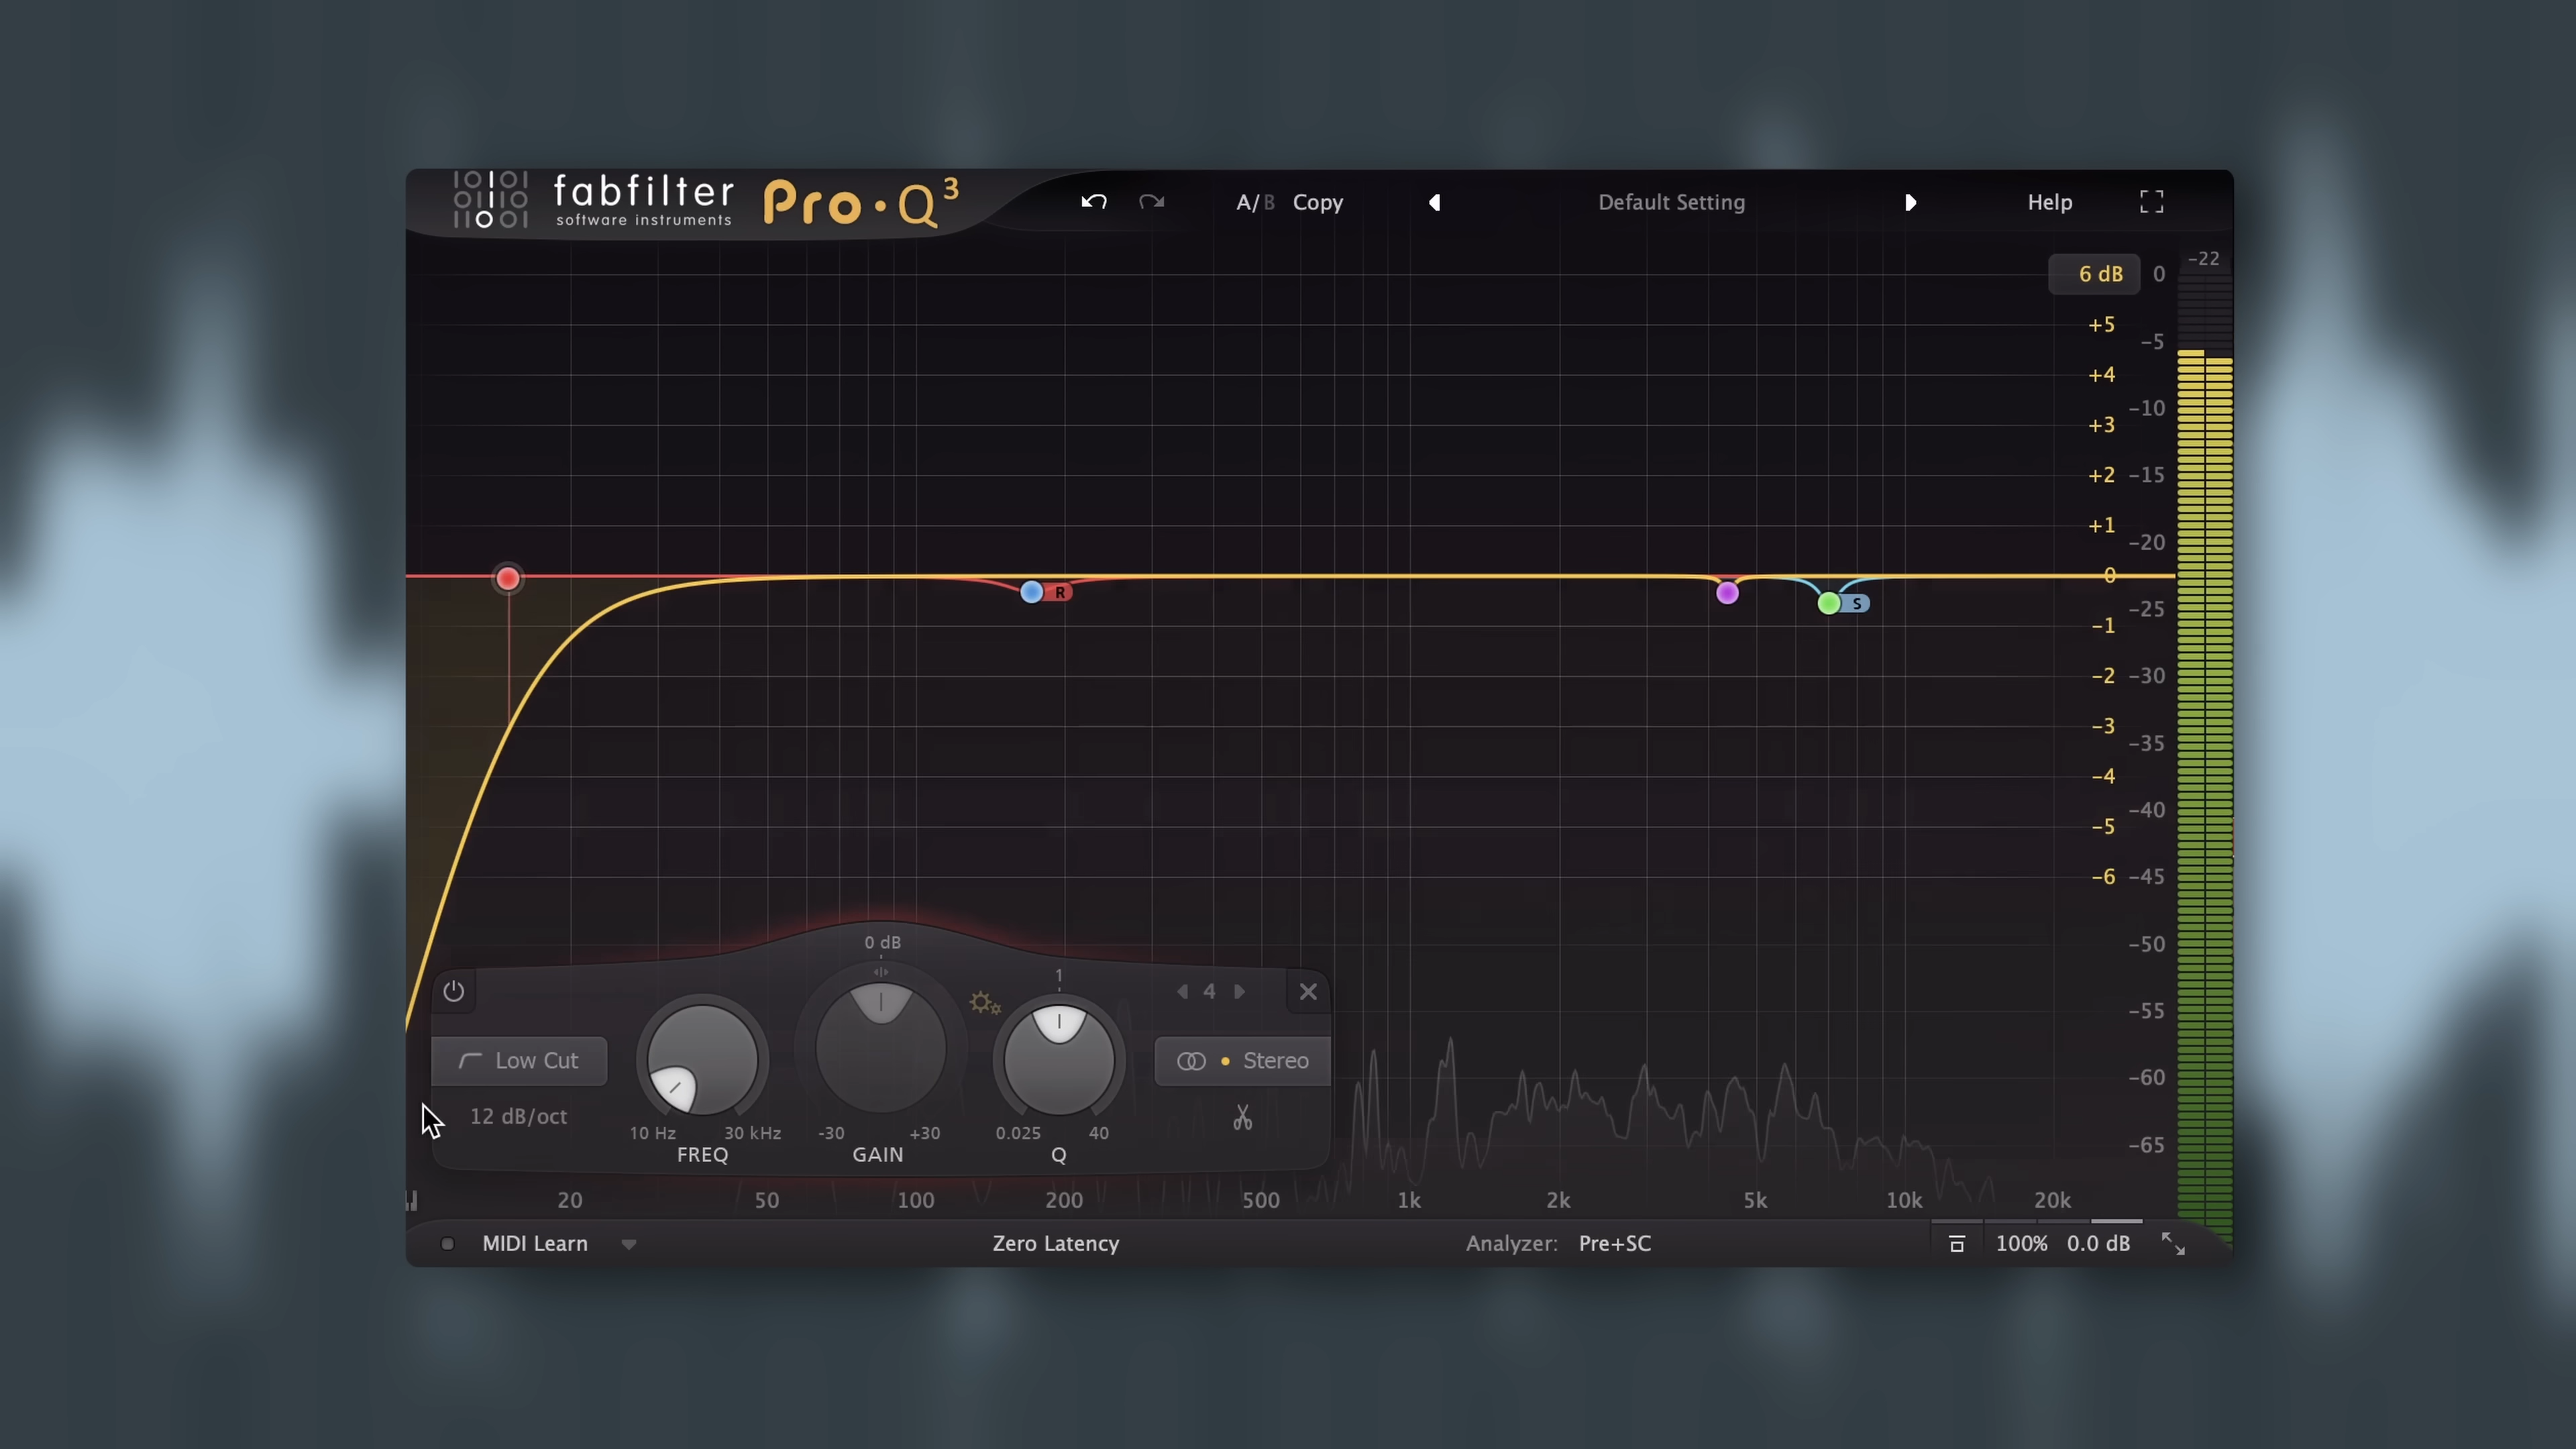 fabfilter
software instruments
Pro·Q³
A/B Copy
Default Setting
Help
6 dB 0 -22
+5
-5
+4
-10
+3
+2 -15
+1
-20
0
-25
-1
-2 -30
-3
-35
-4
-40
-5
-6 -45
-50
-55
-60
-65
R
S
0 dB
1
4
Low Cut
Stereo
12 dB/oct
10 Hz 30 kHz -30 +30 0.025 40
FREQ GAIN Q
20 50 100 200 500 1k 2k 5k 10k 20k
MIDI Learn
Zero Latency
Analyzer: Pre+SC
100% 0.0 dB